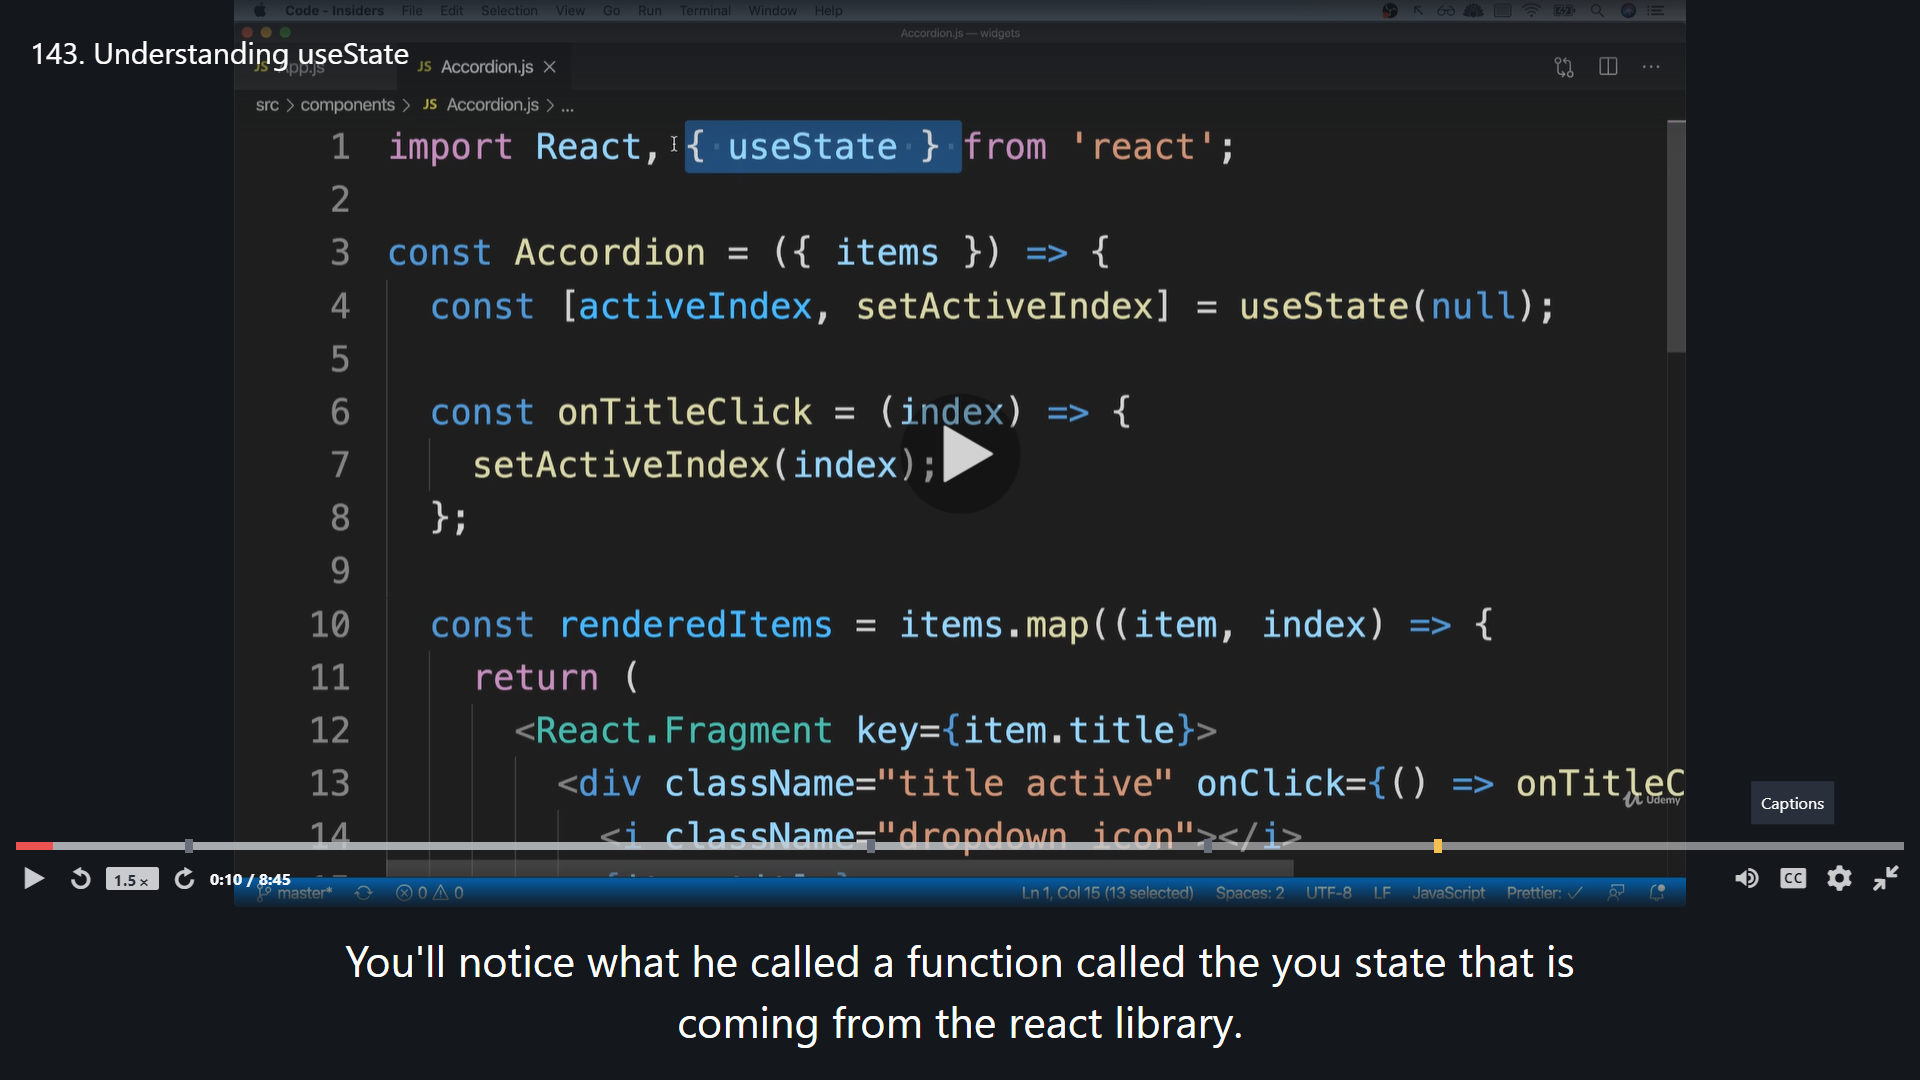 Code - Insiders File Edit Selection View Go Run Terminal Window Help
Accordion.js — widgets
143. Understanding useState
JS App.js JS Accordion.js ×
src > components > JS Accordion.js > ...
1 import React, { useState } from 'react';
2
3 const Accordion = ({ items }) => {
4 const [activeIndex, setActiveIndex] = useState(null);
5
6 const onTitleClick = (index) => {
7 setActiveIndex(index);
8 };
9
10 const renderedItems = items.map((item, index) => {
11 return (
12 <React.Fragment key={item.title}>
13 <div className="title active" onClick={() => onTitleC
Udemy
Captions
14 <i className="dropdown icon"></i>
1.5× 0:10 / 8:45
CC
master* 0 0 Ln 1, Col 15 (13 selected) Spaces: 2 UTF-8 LF JavaScript Prettier: ✓
You'll notice what he called a function called the you state that is
coming from the react library.